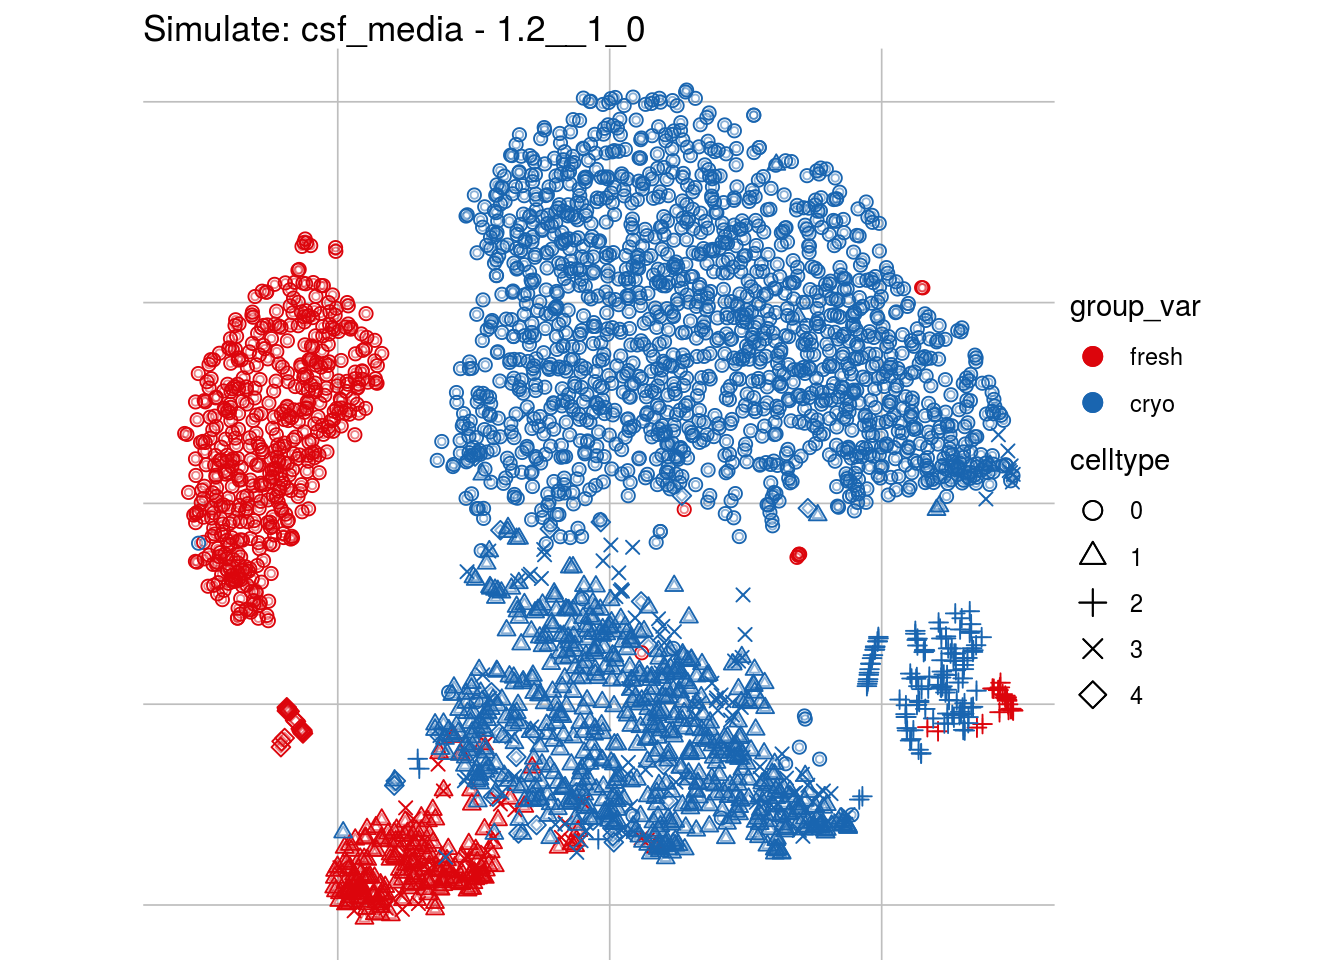 Simulate: csf_media - 1.2__1_0
group_var
fresh
cryo
celltype
0
1
2
3
4